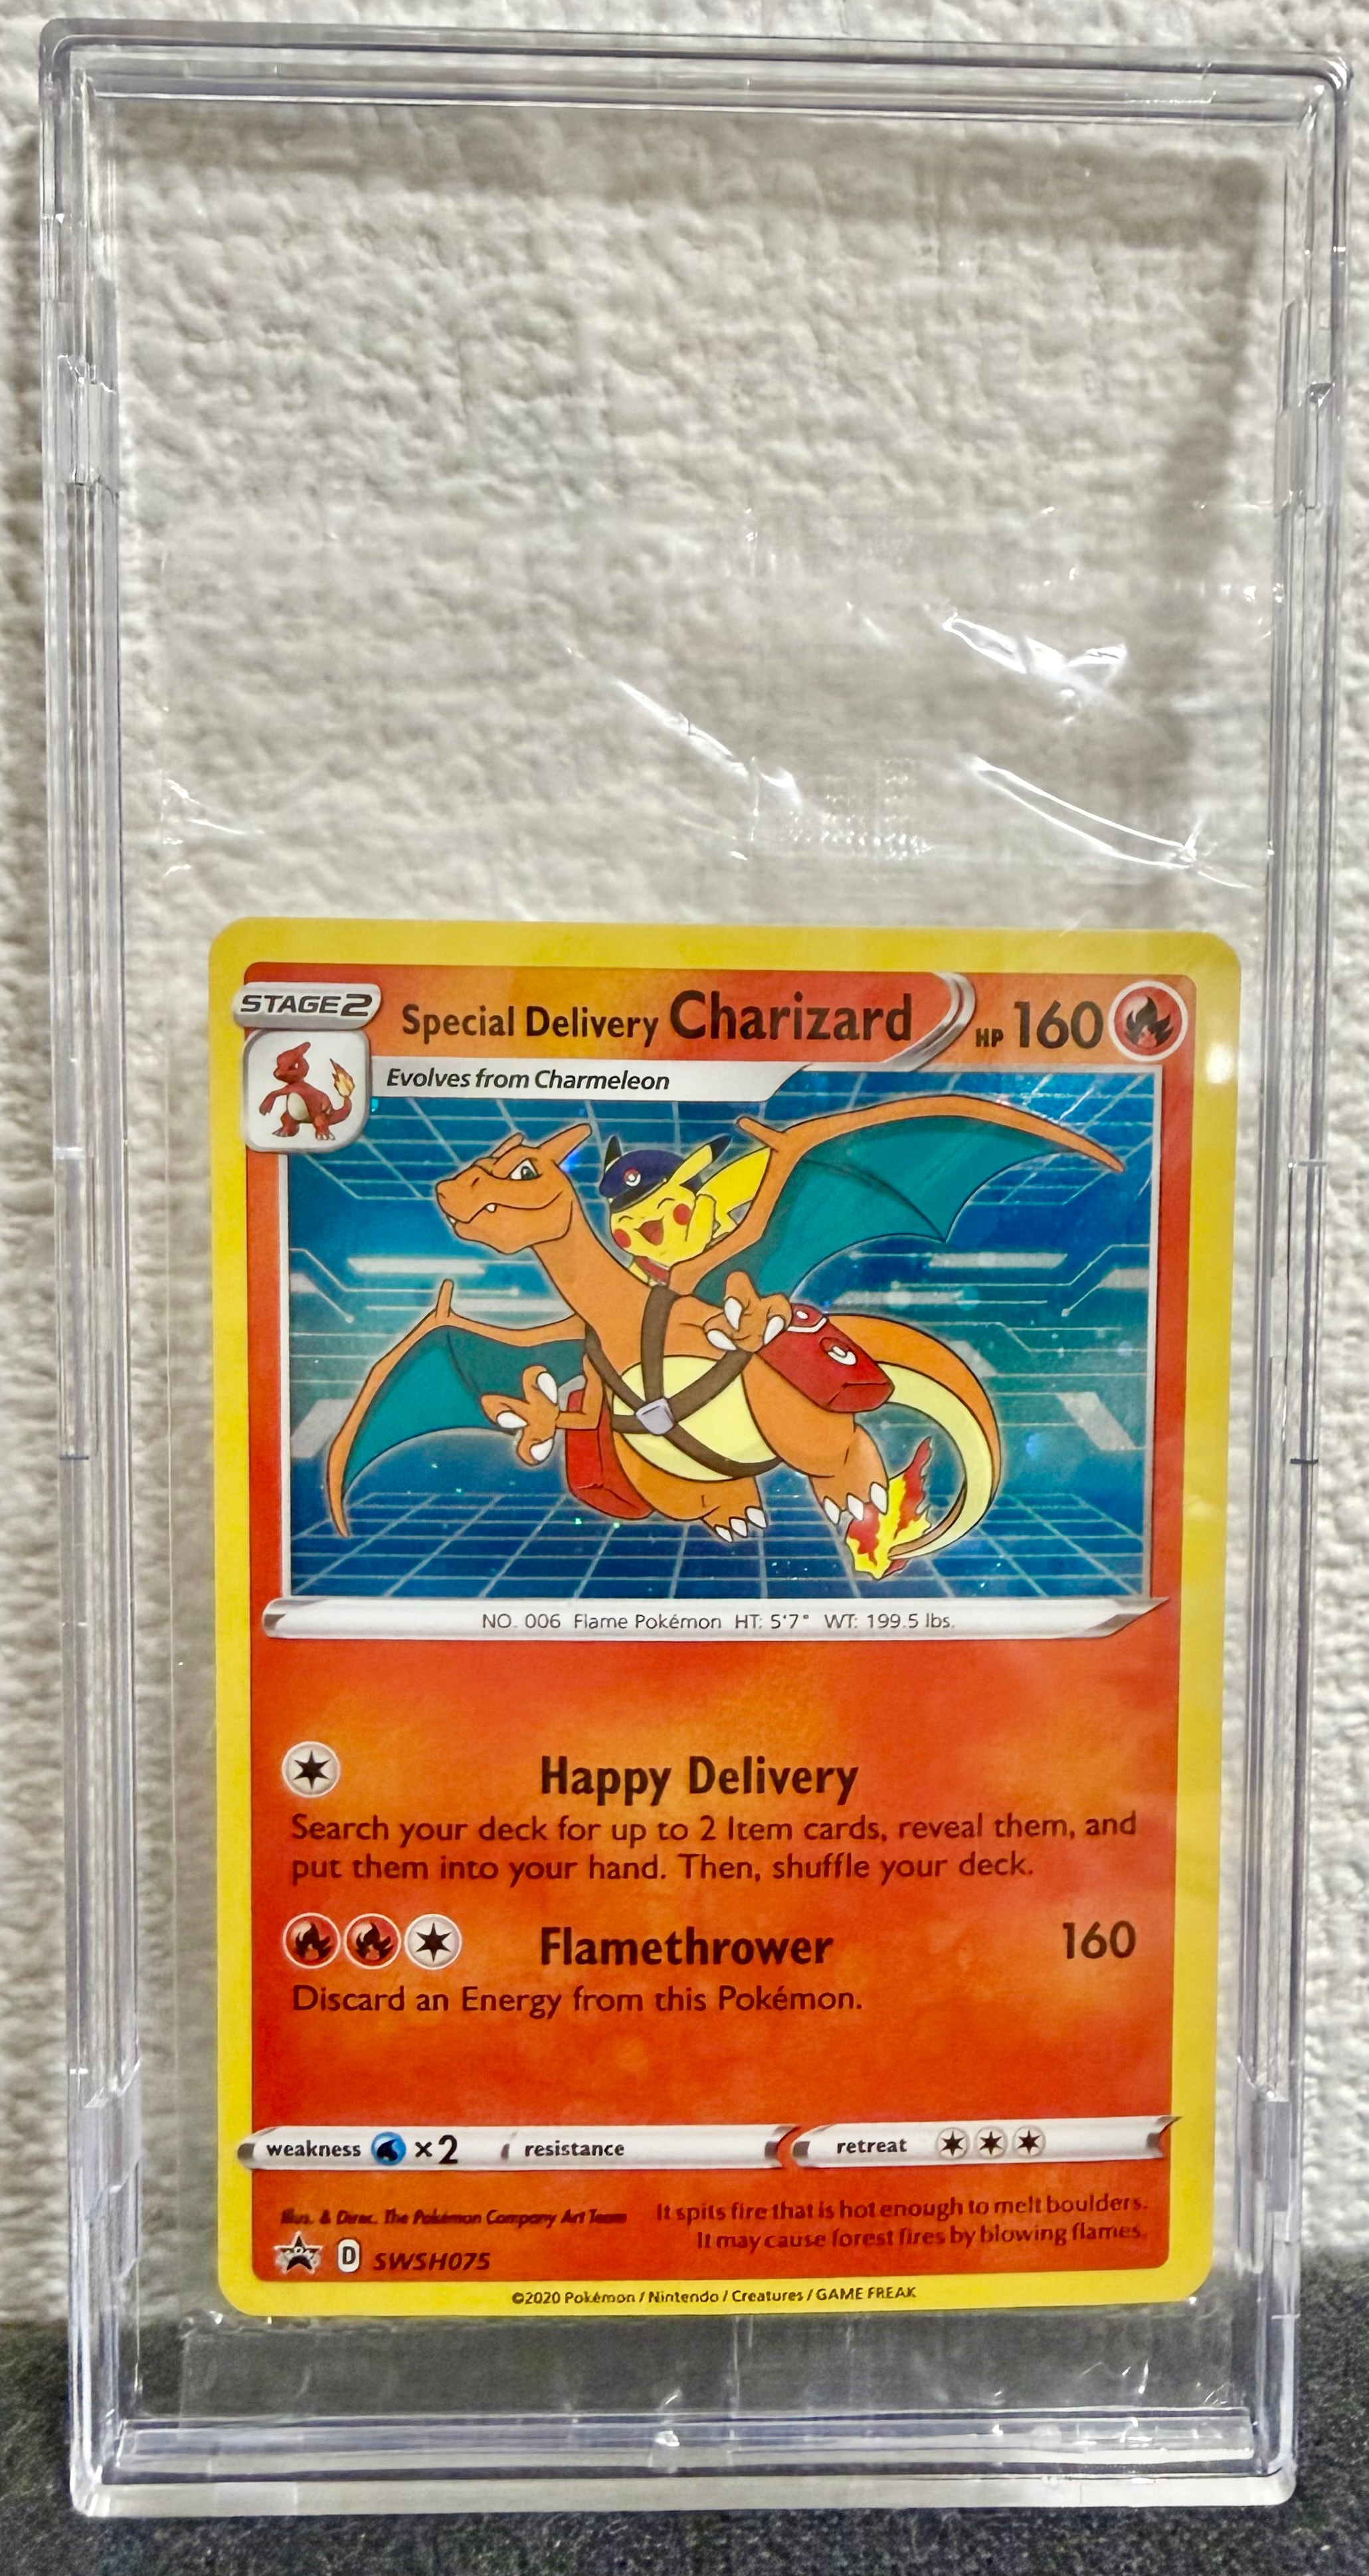 STAGE2
Special Delivery Charizard HP 160
Evolves from Charmeleon
NO. 006 Flame Pokémon HT: 5'7" WT: 199.5 lbs.
Happy Delivery
Search your deck for up to 2 Item cards, reveal them, and
put them into your hand. Then, shuffle your deck.
Flamethrower 160
Discard an Energy from this Pokémon.
weakness ×2 resistance retreat
Illus. & Direc. The Pokémon Company Art Team
It spits fire that is hot enough to melt boulders.
It may cause forest fires by blowing flames.
D SWSH075
©2020 Pokémon / Nintendo / Creatures / GAME FREAK